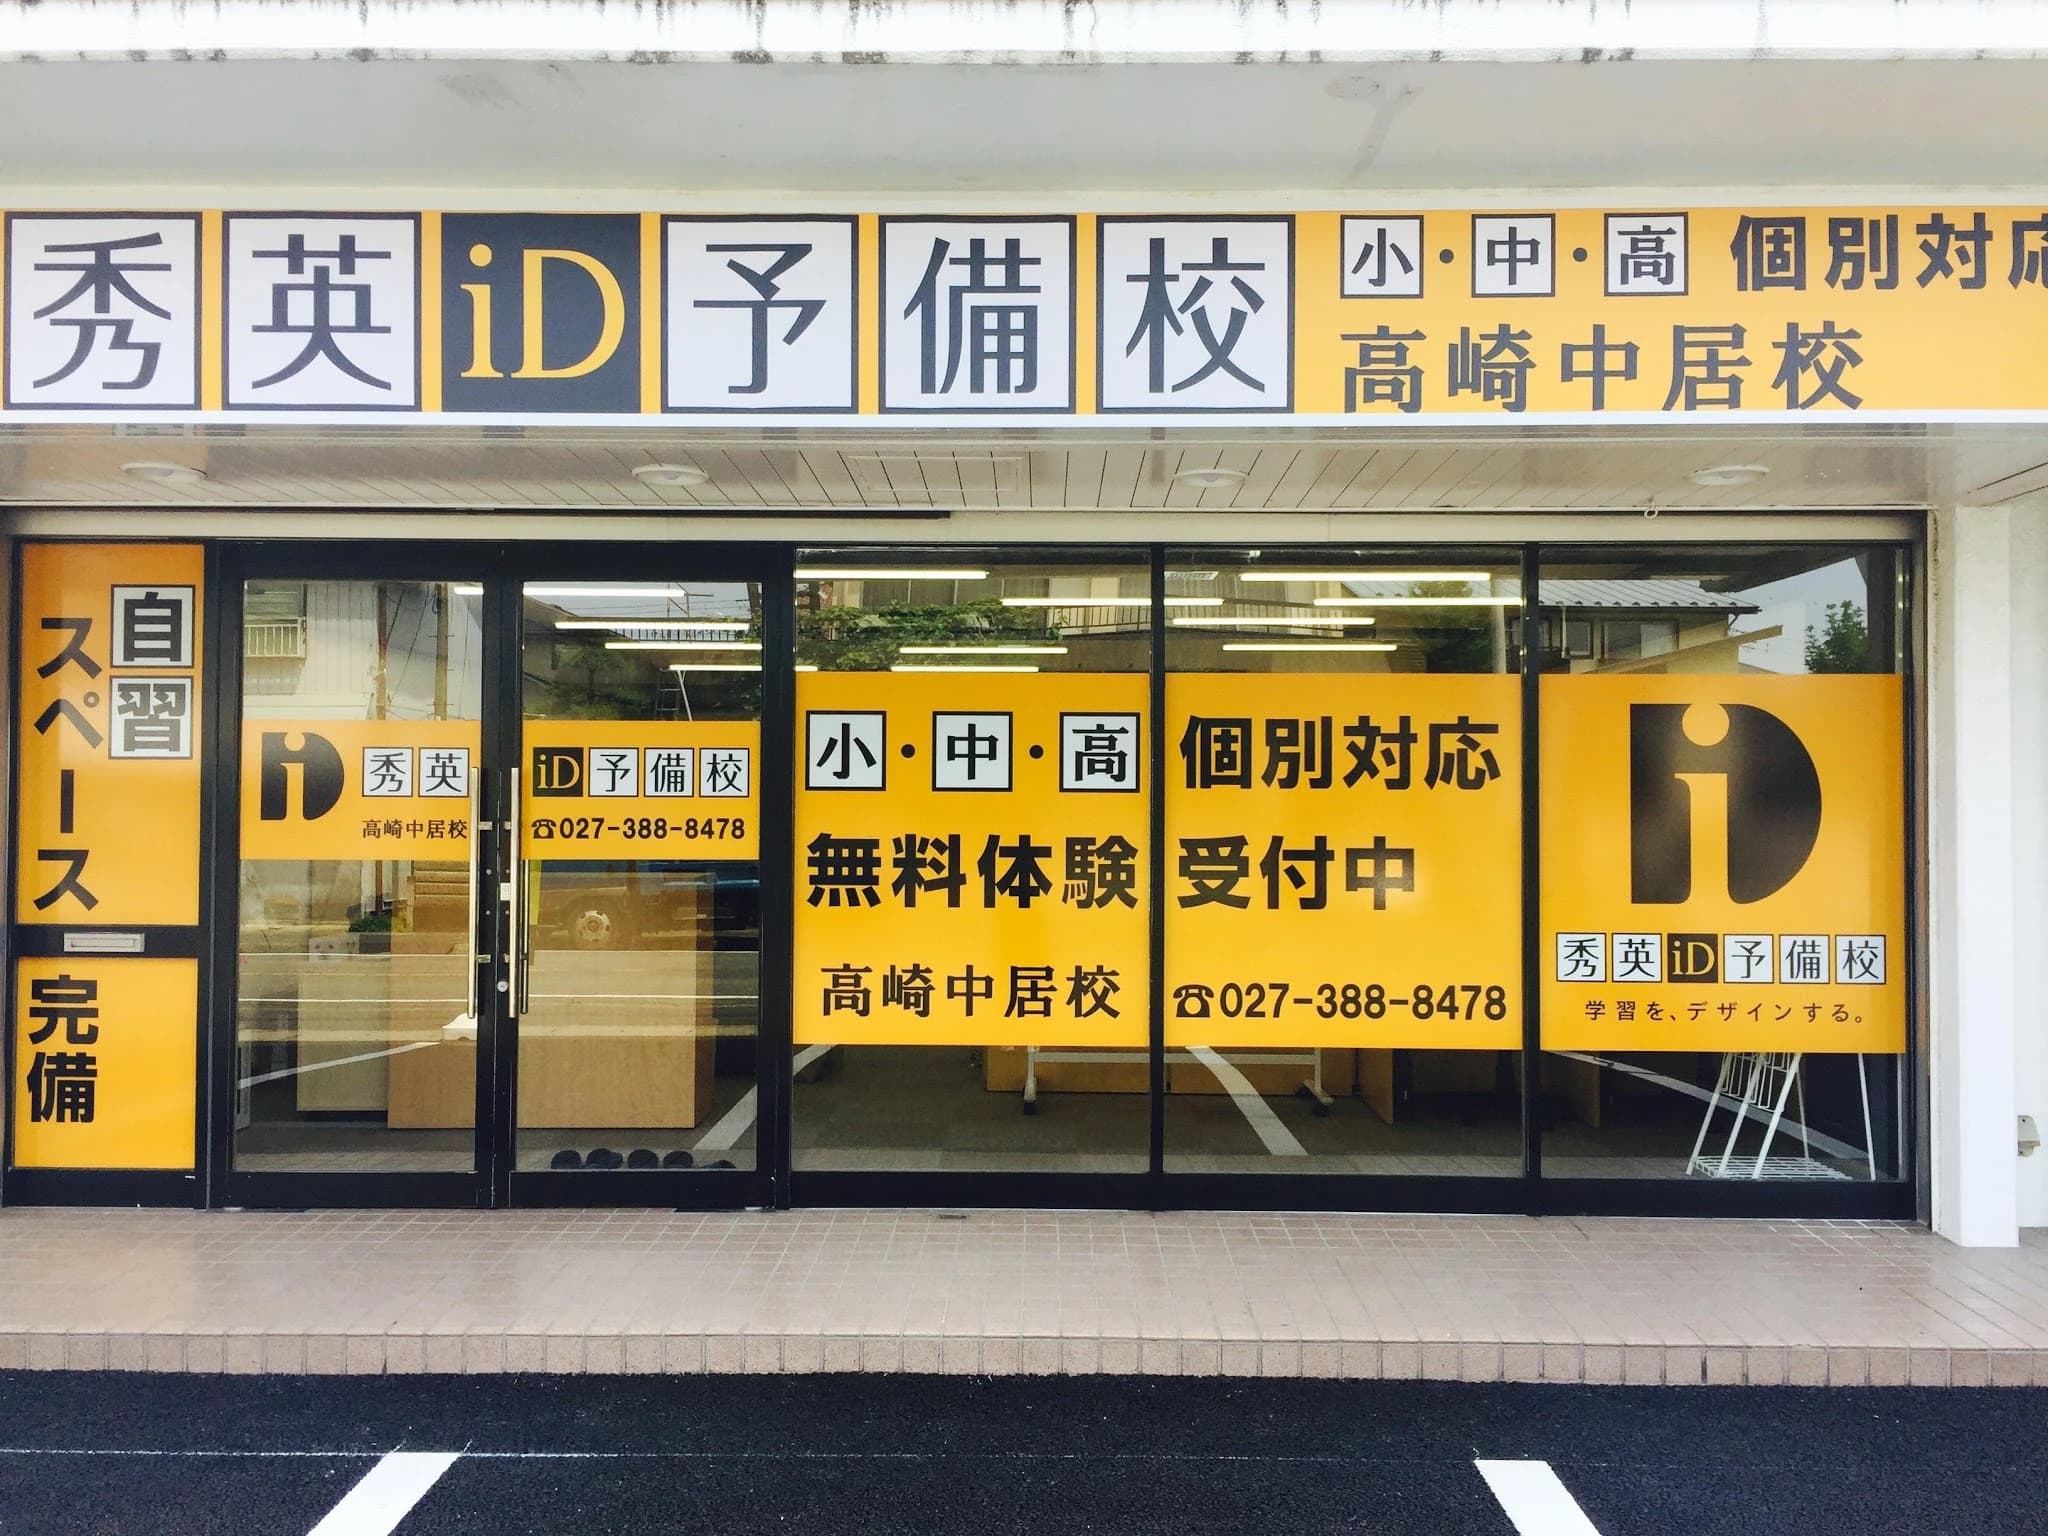 秀英iD予備校
小・中・高 個別対応
高崎中居校
自習
スペース
完備
iD 秀英iD予備校
高崎中居校 ☎027-388-8478
小・中・高 個別対応
無料体験 受付中
高崎中居校 ☎027-388-8478
iD
秀英iD予備校
学習を、デザインする。